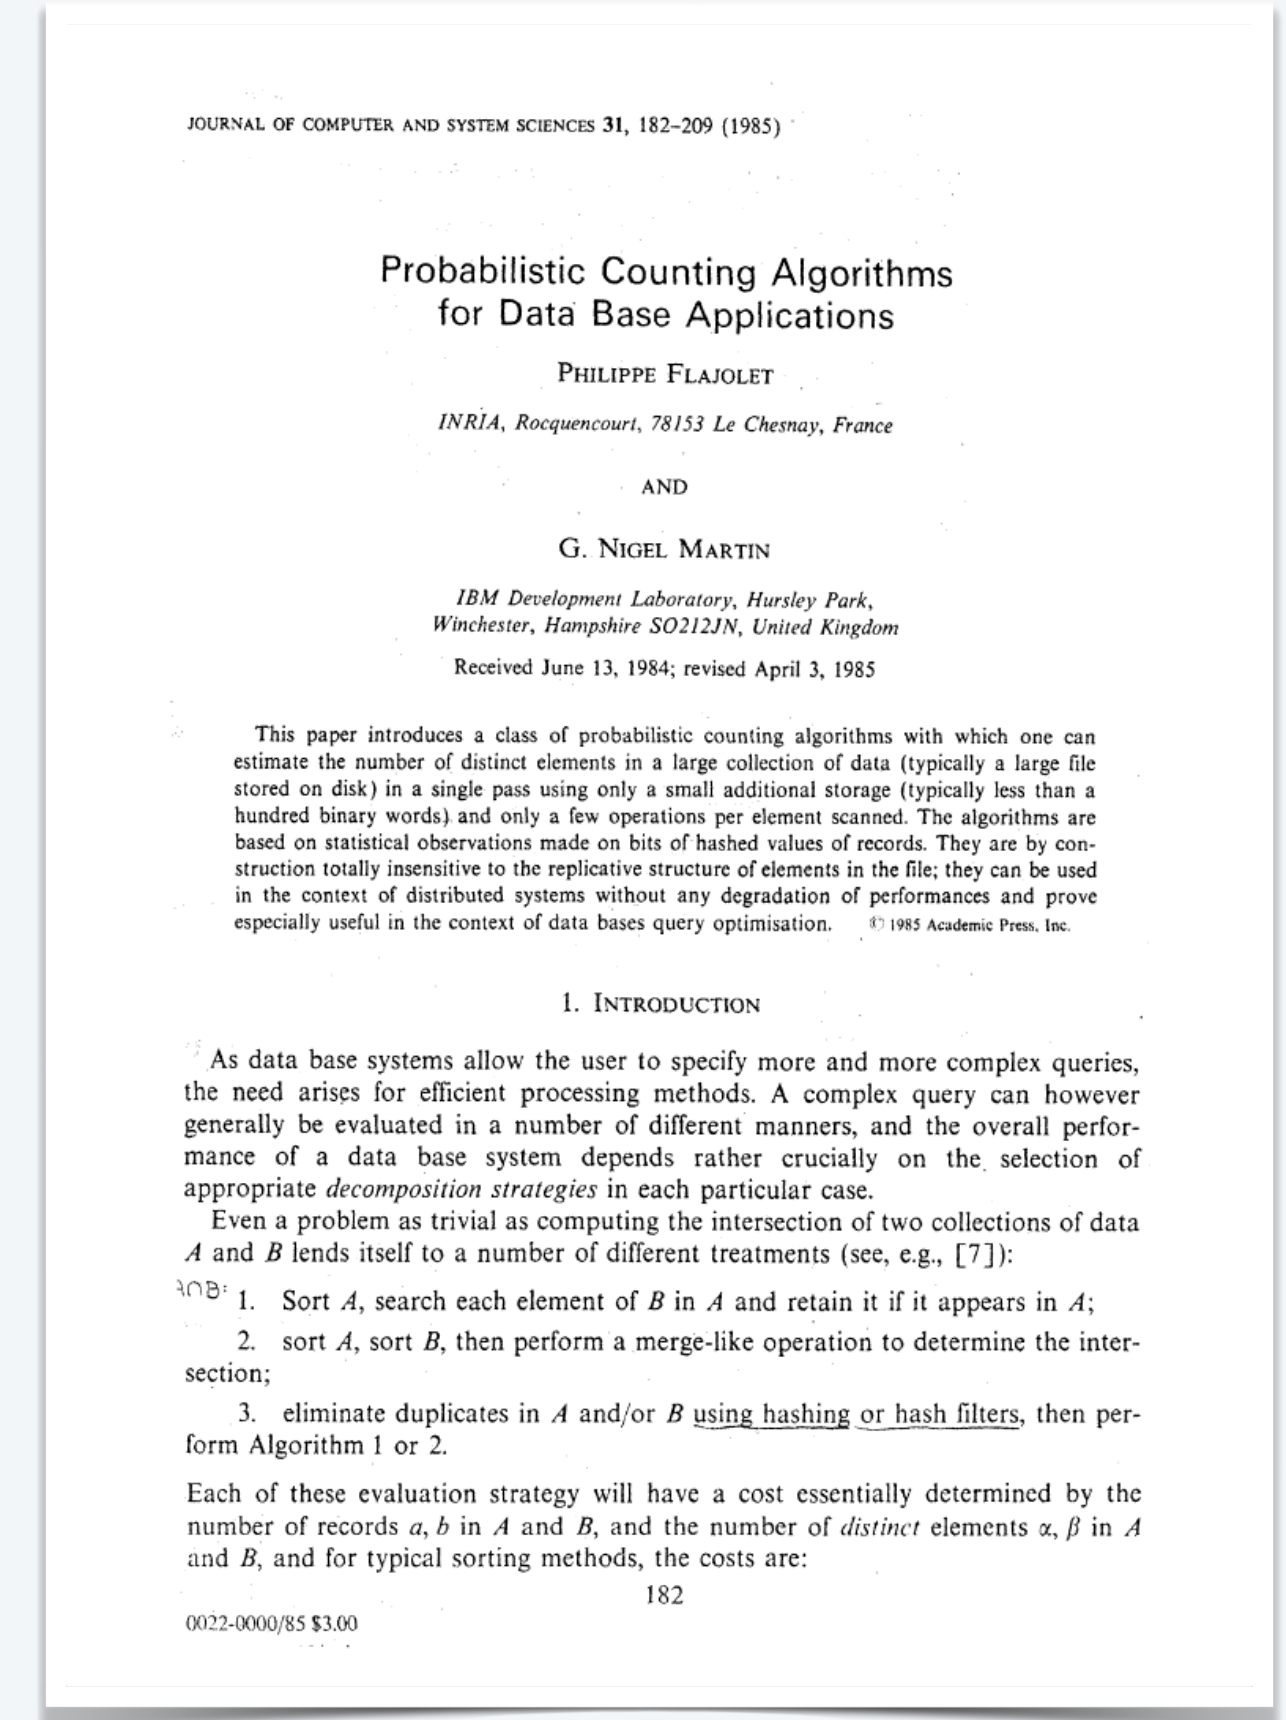 JOURNAL OF COMPUTER AND SYSTEM SCIENCES 31, 182–209 (1985)
Probabilistic Counting Algorithms
for Data Base Applications
PHILIPPE FLAJOLET
INRIA, Rocquencourt, 78153 Le Chesnay, France
AND
G. NIGEL MARTIN
IBM Development Laboratory, Hursley Park,
Winchester, Hampshire SO212JN, United Kingdom
Received June 13, 1984; revised April 3, 1985
This paper introduces a class of probabilistic counting algorithms with which one can
estimate the number of distinct elements in a large collection of data (typically a large file
stored on disk) in a single pass using only a small additional storage (typically less than a
hundred binary words) and only a few operations per element scanned. The algorithms are
based on statistical observations made on bits of hashed values of records. They are by con-
struction totally insensitive to the replicative structure of elements in the file; they can be used
in the context of distributed systems without any degradation of performances and prove
especially useful in the context of data bases query optimisation. © 1985 Academic Press, Inc.
1. INTRODUCTION
As data base systems allow the user to specify more and more complex queries,
the need arises for efficient processing methods. A complex query can however
generally be evaluated in a number of different manners, and the overall perfor-
mance of a data base system depends rather crucially on the selection of
appropriate decomposition strategies in each particular case.
Even a problem as trivial as computing the intersection of two collections of data
A and B lends itself to a number of different treatments (see, e.g., [7]):
A∩B: 1. Sort A, search each element of B in A and retain it if it appears in A;
2. sort A, sort B, then perform a merge-like operation to determine the inter-
section;
3. eliminate duplicates in A and/or B using hashing or hash filters, then per-
form Algorithm 1 or 2.
Each of these evaluation strategy will have a cost essentially determined by the
number of records a, b in A and B, and the number of distinct elements α, β in A
and B, and for typical sorting methods, the costs are:
182
0022-0000/85 $3.00